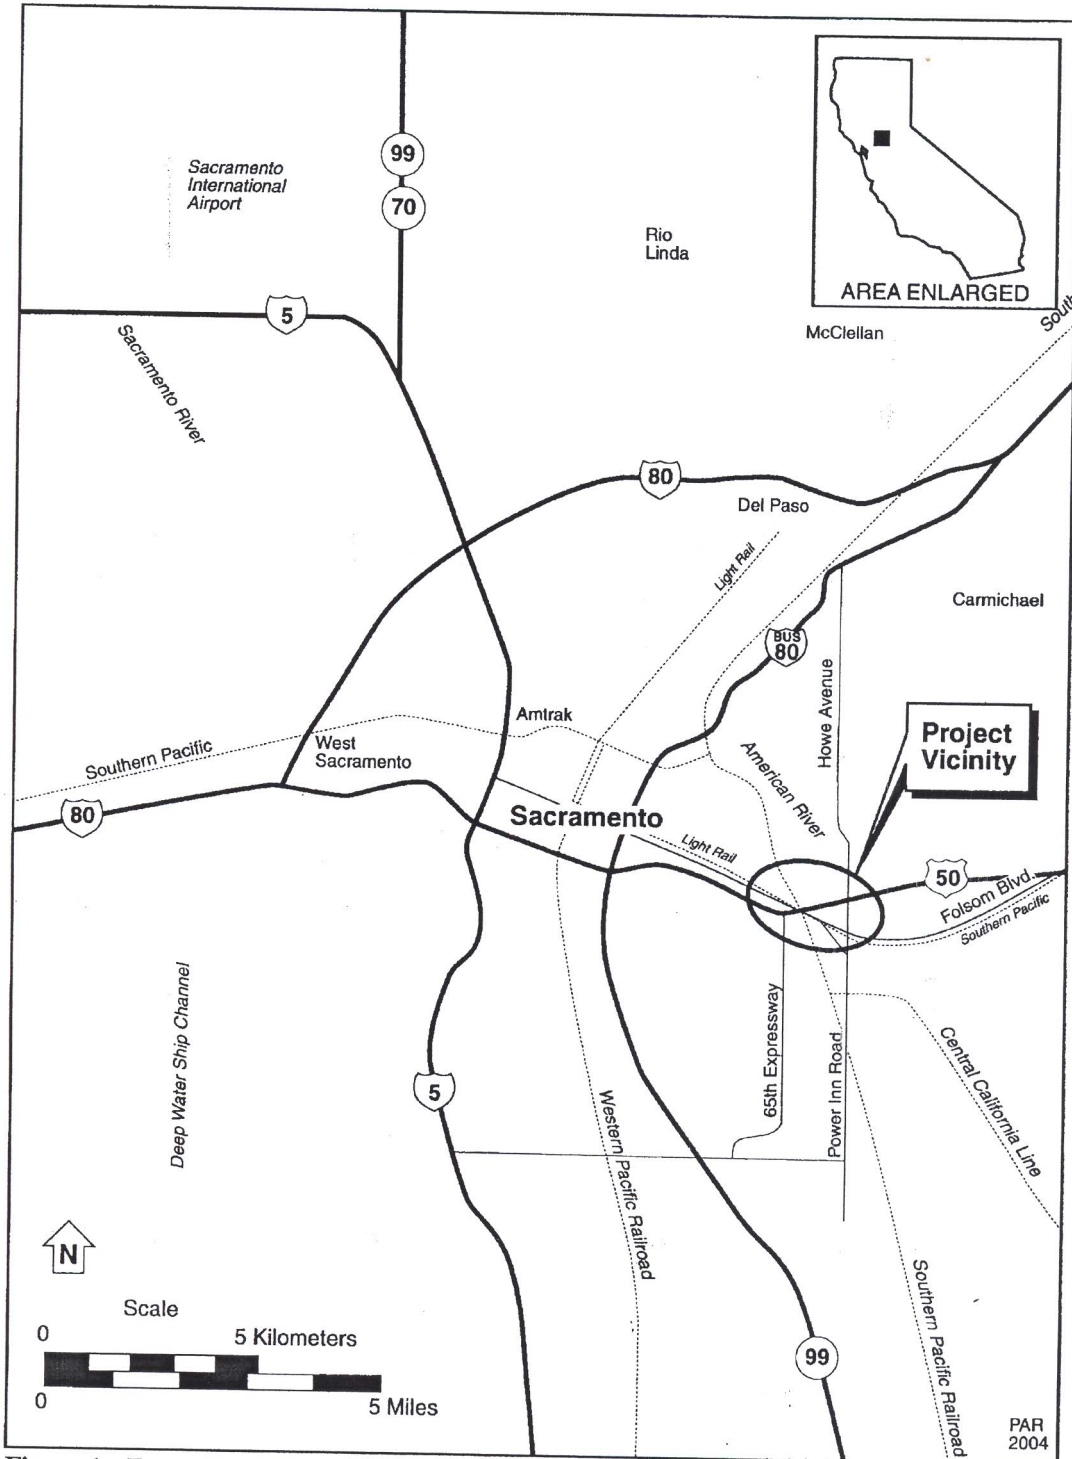 99
70
Sacramento
International
Airport
Rio
Linda
AREA ENLARGED
5
McClellan
South
Sacramento River
80
Del Paso
Light Rail
Carmichael
BUS
80
Howe Avenue
Amtrak
Southern Pacific
West
Sacramento
American River
Project
Vicinity
80
Sacramento
Light Rail
50
Folsom Blvd.
Southern Pacific
Deep Water Ship Channel
65th Expressway
Power Inn Road
Central California Line
5
Western Pacific Railroad
N
Southern Pacific Railroad
Scale
0
5 Kilometers
99
0
5 Miles
PAR
2004